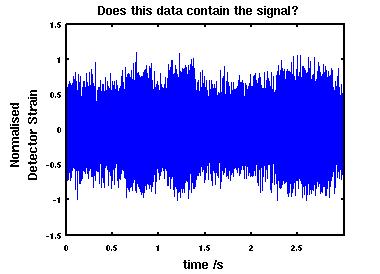 Does this data contain the signal?
1.5
1
0.5
0
-0.5
-1
-1.5
Normalised
Detector Strain
0 0.5 1 1.5 2 2.5
time /s